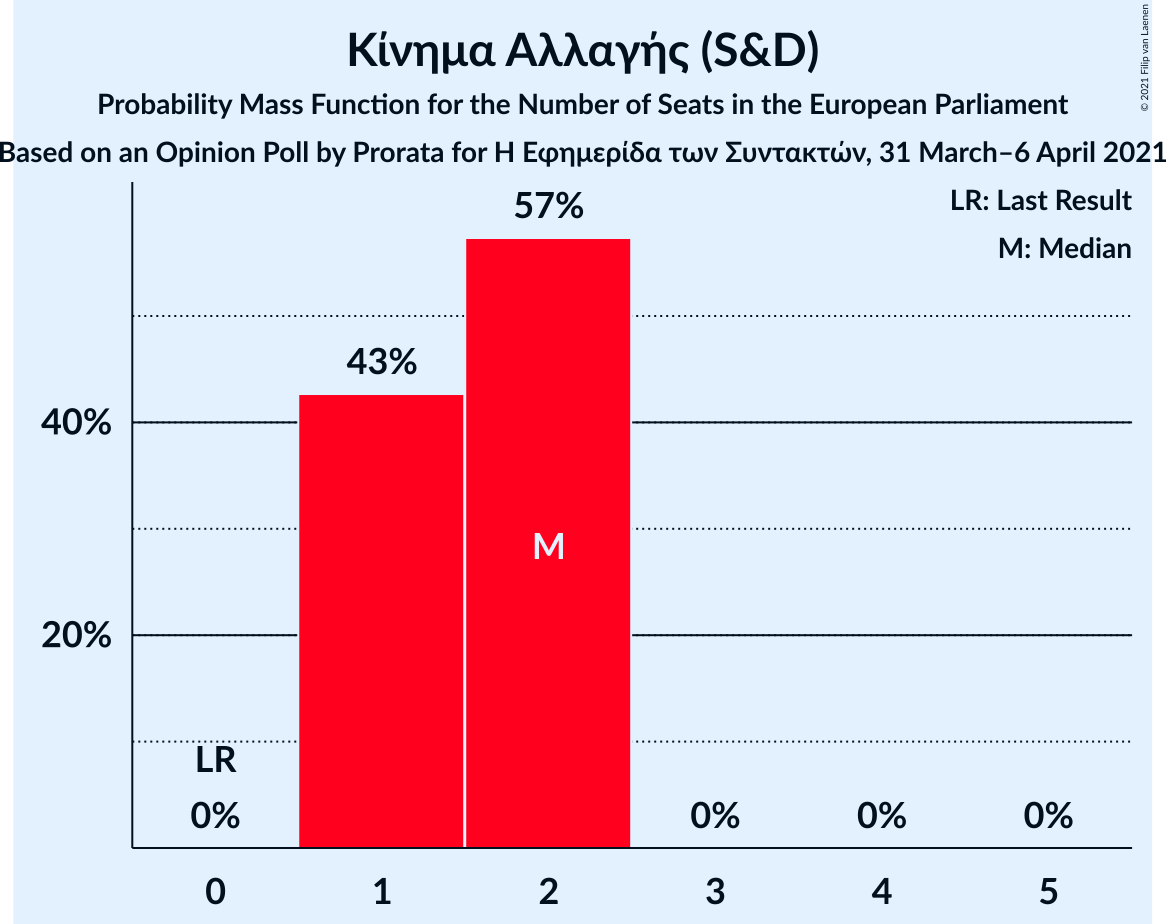 Κίνημα Αλλαγής (S&D)
Probability Mass Function for the Number of Seats in the European Parliament
Based on an Opinion Poll by Prorata for Η Εφημερίδα των Συντακτών, 31 March–6 April 2021
© 2021 Filip van Laenen
LR: Last Result
M: Median
57%
43%
40%
M
20%
LR
0%
0%
0%
0%
0
1
2
3
4
5